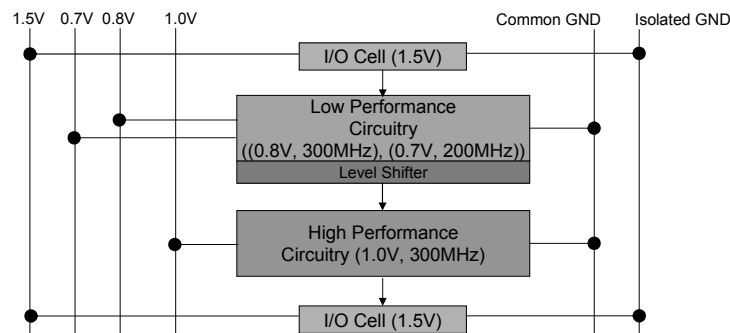 1.5V 0.7V 0.8V 1.0V Common GND Isolated GND
I/O Cell (1.5V)
Low Performance
Circuitry
((0.8V, 300MHz), (0.7V, 200MHz))
Level Shifter
High Performance
Circuitry (1.0V, 300MHz)
I/O Cell (1.5V)